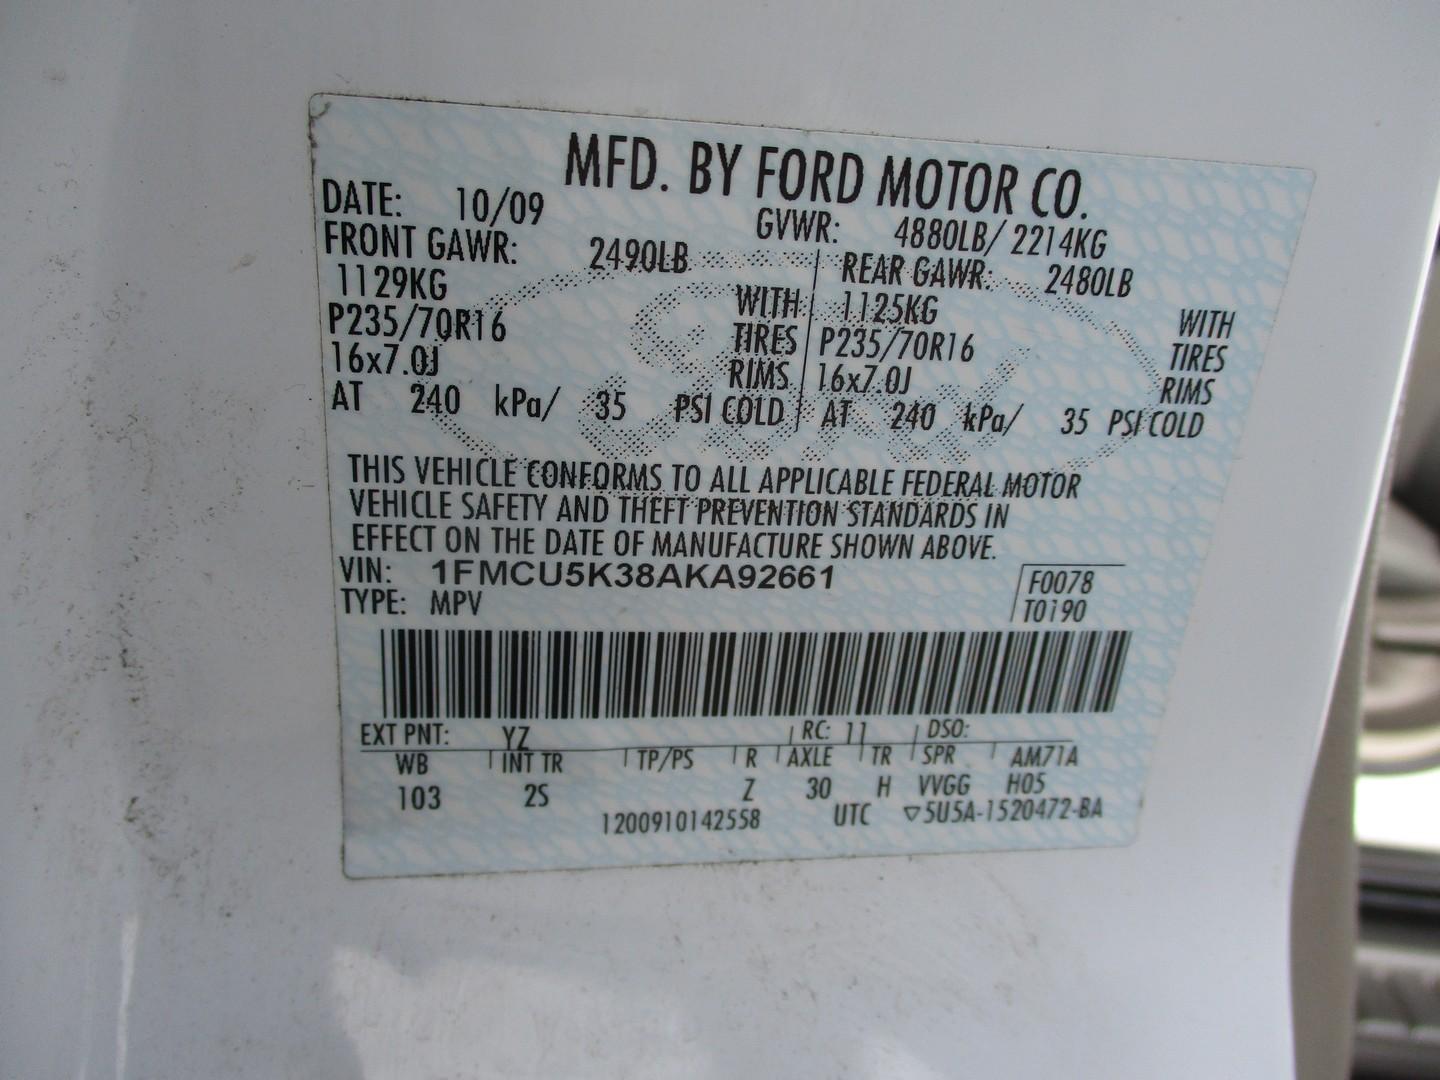 MFD. BY FORD MOTOR CO.
DATE: 10/09 GVWR: 4880LB/ 2214KG
FRONT GAWR: 2490LB REAR GAWR: 2480LB
1129KG WITH 1125KG WITH
P235/70R16 TIRES P235/70R16 TIRES
16x7.0J RIMS 16x7.0J RIMS
AT 240 kPa/ 35 PSI COLD AT 240 kPa/ 35 PSI COLD
THIS VEHICLE CONFORMS TO ALL APPLICABLE FEDERAL MOTOR
VEHICLE SAFETY AND THEFT PREVENTION STANDARDS IN
EFFECT ON THE DATE OF MANUFACTURE SHOWN ABOVE.
VIN: 1FMCU5K38AKA92661 F0078
TYPE: MPV T0190
EXT PNT: YZ RC: 11 DSO:
WB INT TR TP/PS R AXLE TR SPR AM71A
103 2S Z 30 H VVGG H05
1200910142558 UTC ▽5U5A-1520472-BA
Ford